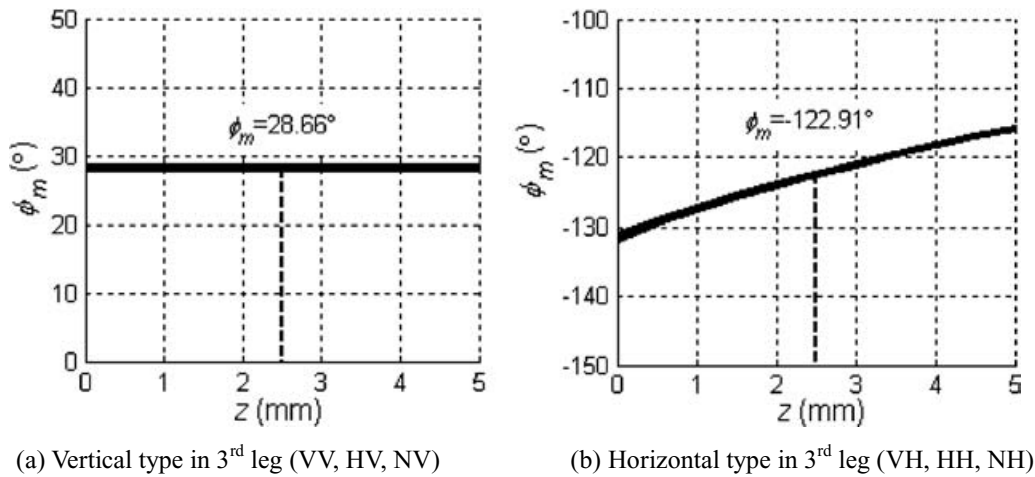 50
40
30
20
10
0
ϕm (°)
ϕm=28.66°
0 1 2 3 4 5
z (mm)
(a) Vertical type in 3rd leg (VV, HV, NV)
-100
-110
-120
-130
-140
-150
ϕm=-122.91°
0 1 2 3 4 5
ϕm (°)
z (mm)
(b) Horizontal type in 3rd leg (VH, HH, NH)